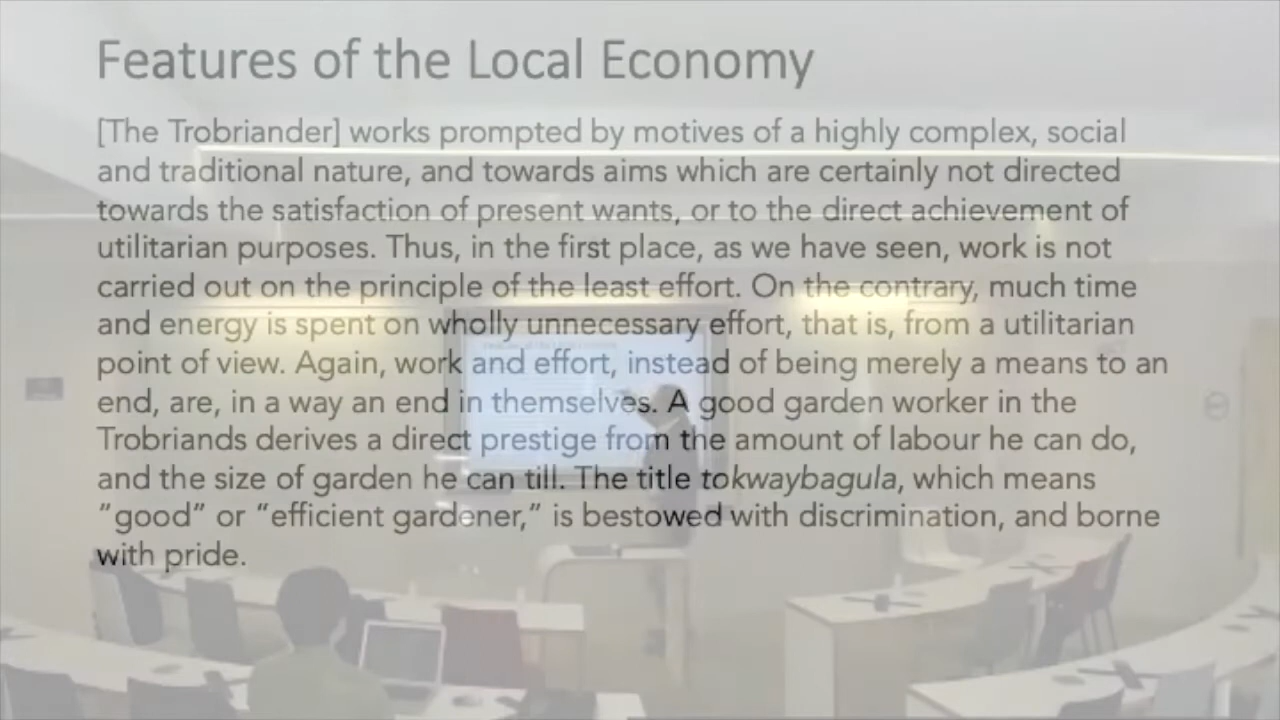 Features of the Local Economy
[The Trobriander] works prompted by motives of a highly complex, social
and traditional nature, and towards aims which are certainly not directed
towards the satisfaction of present wants, or to the direct achievement of
utilitarian purposes. Thus, in the first place, as we have seen, work is not
carried out on the principle of the least effort. On the contrary, much time
and energy is spent on wholly unnecessary effort, that is, from a utilitarian
point of view. Again, work and effort, instead of being merely a means to an
end, are, in a way an end in themselves. A good garden worker in the
Trobriands derives a direct prestige from the amount of labour he can do,
and the size of garden he can till. The title tokwaybagula, which means
“good” or “efficient gardener,” is bestowed with discrimination, and borne
with pride.